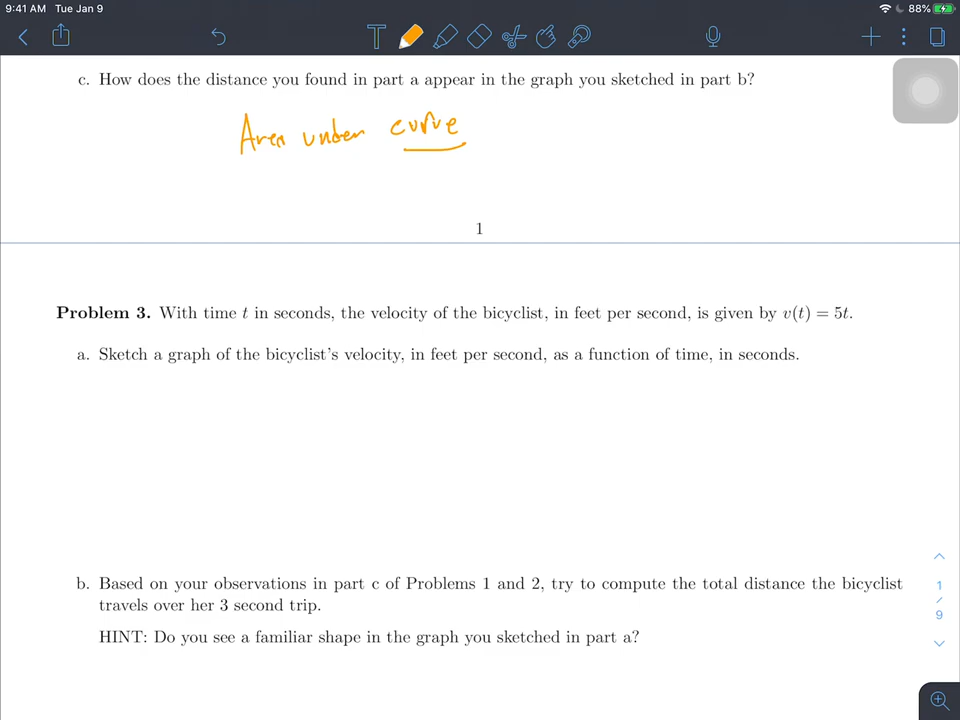 9:41 AM Tue Jan 9
88%
T
c. How does the distance you found in part a appear in the graph you sketched in part b?
Area under curve
1
Problem 3. With time t in seconds, the velocity of the bicyclist, in feet per second, is given by v(t) = 5t.
a. Sketch a graph of the bicyclist's velocity, in feet per second, as a function of time, in seconds.
b. Based on your observations in part c of Problems 1 and 2, try to compute the total distance the bicyclist
travels over her 3 second trip.
HINT: Do you see a familiar shape in the graph you sketched in part a?
1
/
9